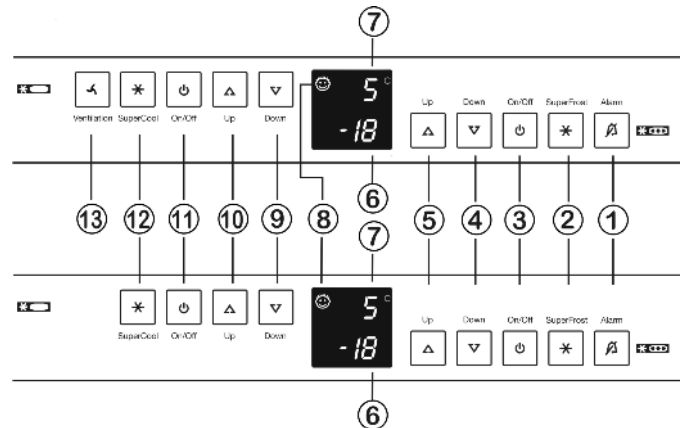 7
5 °C
Ventilation SuperCool On/Off Up Down
-18
Up Down On/Off SuperFrost Alarm
6
13 12 11 10 9 8 5 4 3 2 1
7
5 °
SuperCool On/Off Up Down
-18
Up Down On/Off SuperFrost Alarm
6